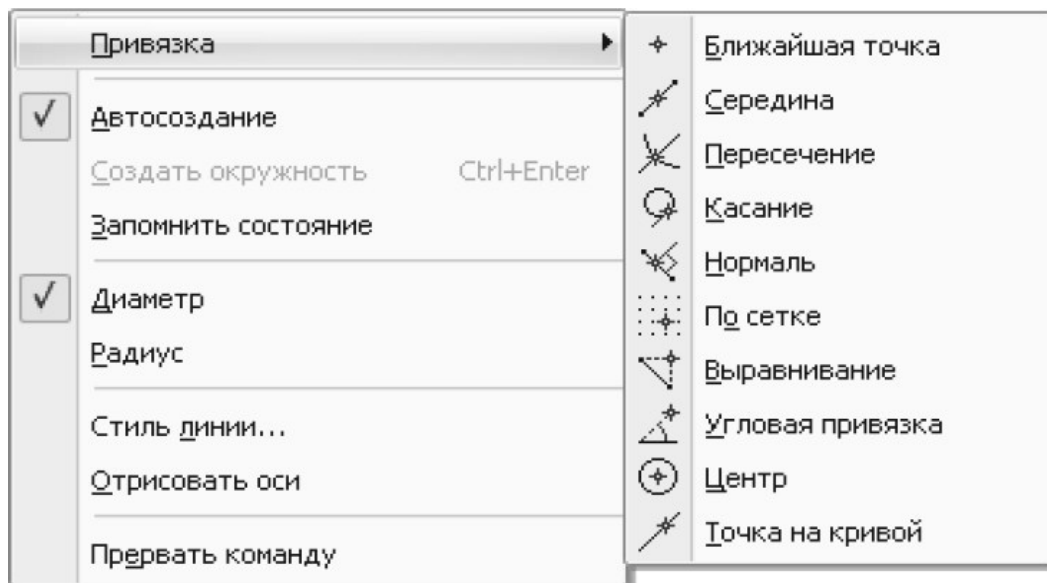 Привязка
Автосоздание
Создать окружность Ctrl+Enter
Запомнить состояние
Диаметр
Радиус
Стиль линии...
Отрисовать оси
Прервать команду
Ближайшая точка
Середина
Пересечение
Касание
Нормаль
По сетке
Выравнивание
Угловая привязка
Центр
Точка на кривой